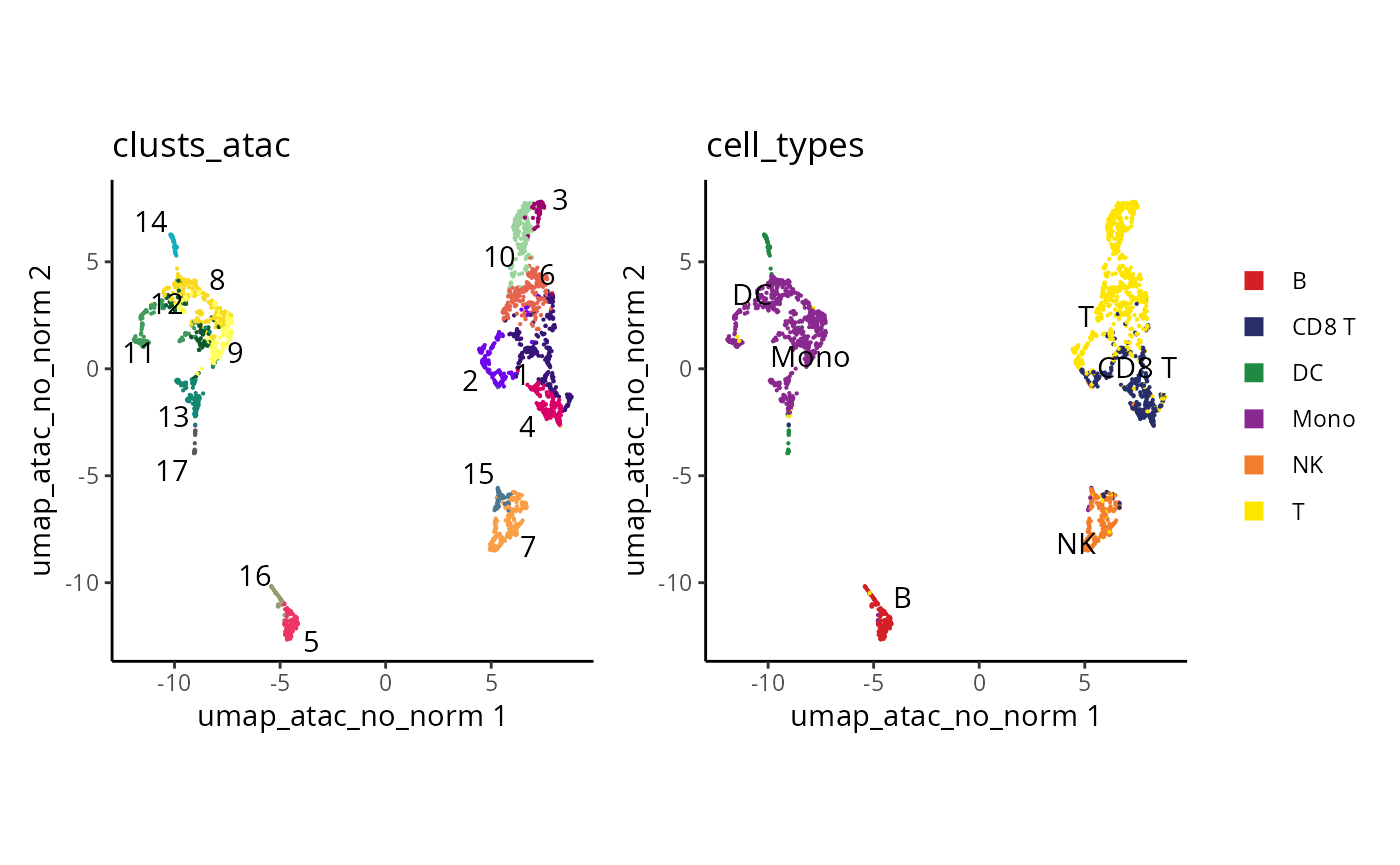 clusts_atac
14
8
12
11
9
13
17
3
10
6
2
1
4
15
7
16
5
5
0
-5
-10
-10
-5
0
5
umap_atac_no_norm 1
umap_atac_no_norm 2
cell_types
DC
Mono
T
CD8 T
NK
B
5
0
-5
-10
-10
-5
0
5
umap_atac_no_norm 1
umap_atac_no_norm 2
B
CD8 T
DC
Mono
NK
T